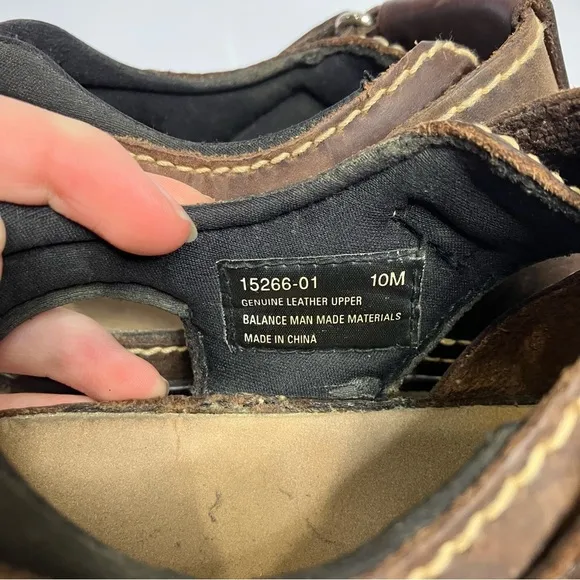 15266-01 10M
GENUINE LEATHER UPPER
BALANCE MAN MADE MATERIALS
MADE IN CHINA